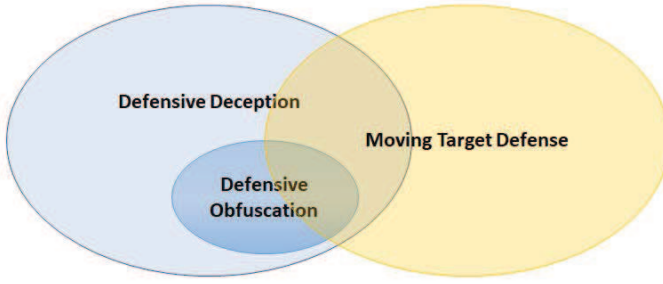 Defensive Deception
Moving Target Defense
Defensive
Obfuscation